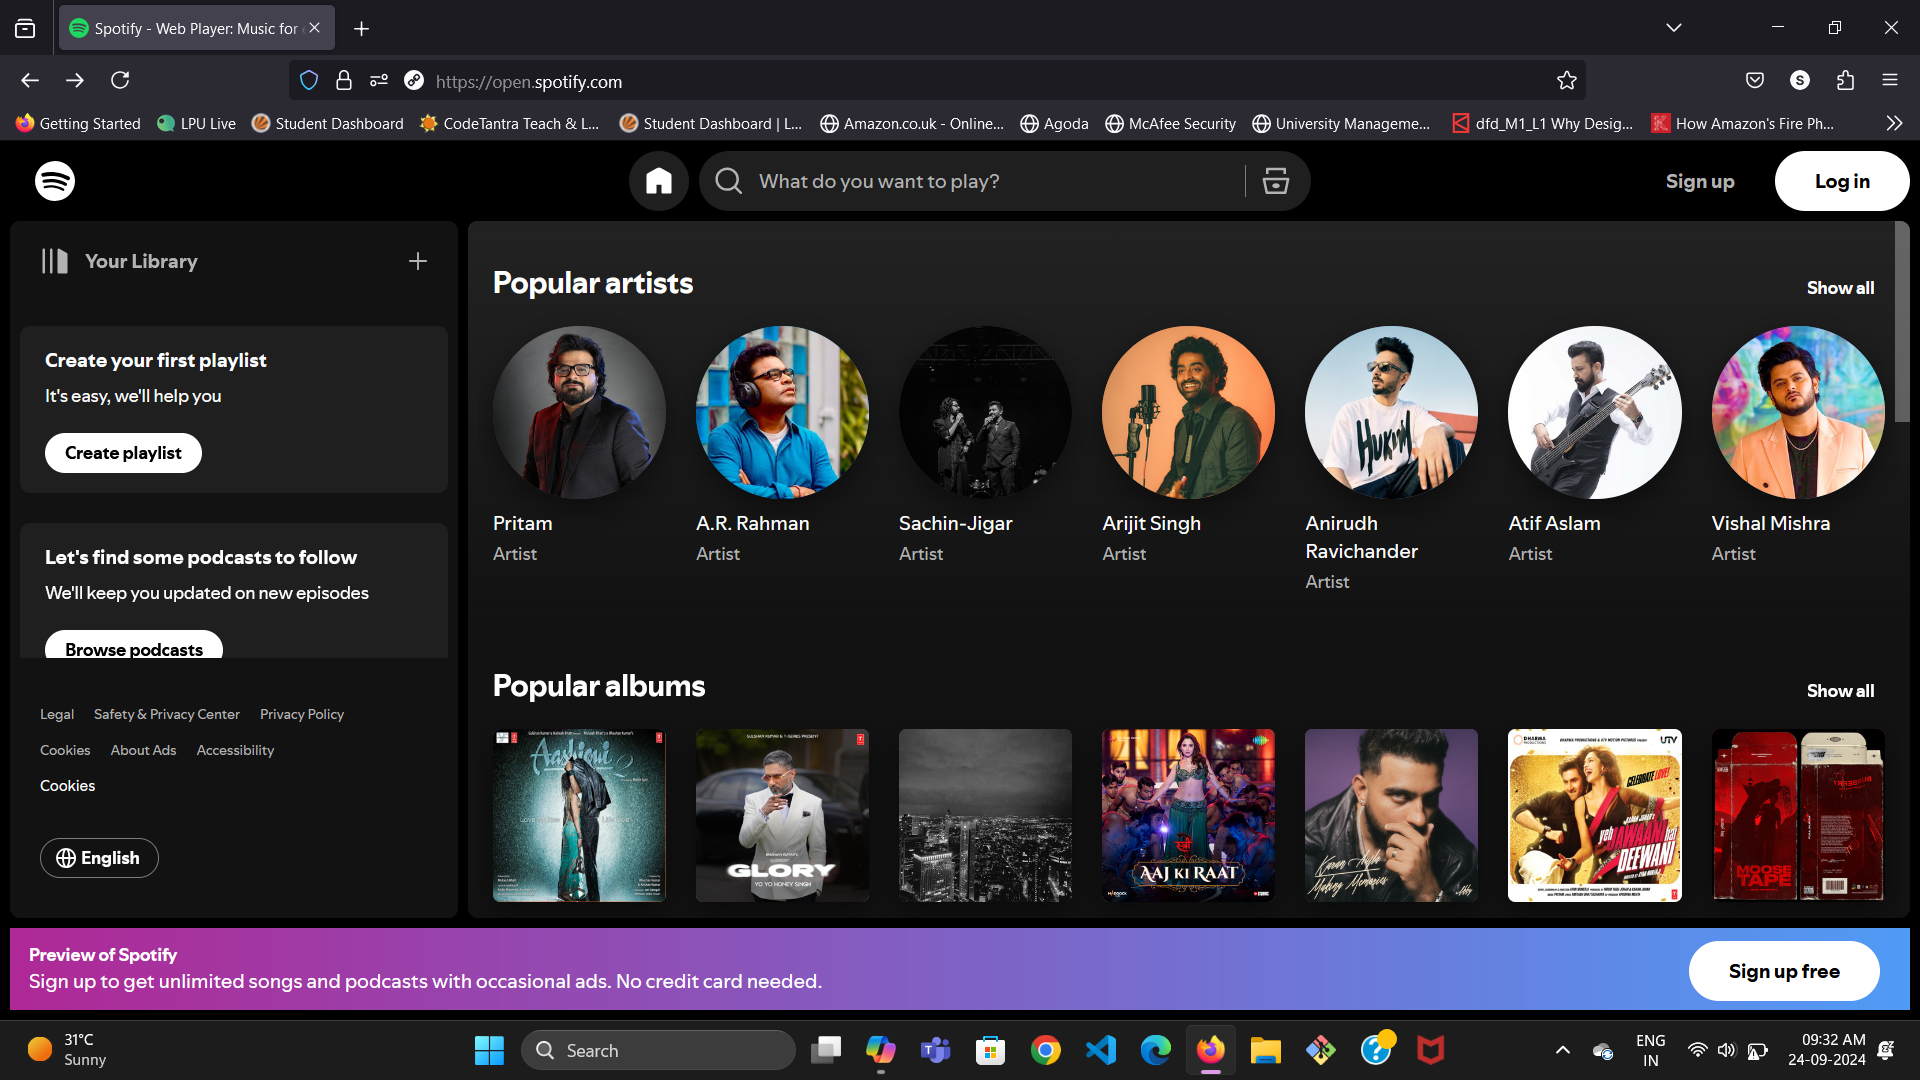 Spotify - Web Player: Music for
https://open.spotify.com
S
Getting Started
LPU Live
Student Dashboard
CodeTantra Teach & L...
Student Dashboard | L...
Amazon.co.uk - Online...
Agoda
McAfee Security
University Manageme...
dfd_M1_L1 Why Desig...
How Amazon's Fire Ph...
What do you want to play?
Sign up
Log in
Your Library
Create your first playlist
It's easy, we'll help you
Create playlist
Let's find some podcasts to follow
We'll keep you updated on new episodes
Browse podcasts
Legal
Safety & Privacy Center
Privacy Policy
Cookies
About Ads
Accessibility
Cookies
English
Popular artists
Show all
HUKUM
Pritam
Artist
A.R. Rahman
Artist
Sachin-Jigar
Artist
Arijit Singh
Artist
Anirudh
Ravichander
Artist
Atif Aslam
Artist
Vishal Mishra
Artist
Popular albums
Show all
Aashiqui 2
GLORY
YO YO HONEY SINGH
स्त्री
AAJ KI RAAT
Karan Aujla
Making Memories
DHARMA
UTV
CELEBRATE LOVE!
YEH JAWAANI HAI
DEEWANI
MOOSE
TAPE
Preview of Spotify
Sign up to get unlimited songs and podcasts with occasional ads. No credit card needed.
Sign up free
31°C
Sunny
Search
ENG
IN
09:32 AM
24-09-2024